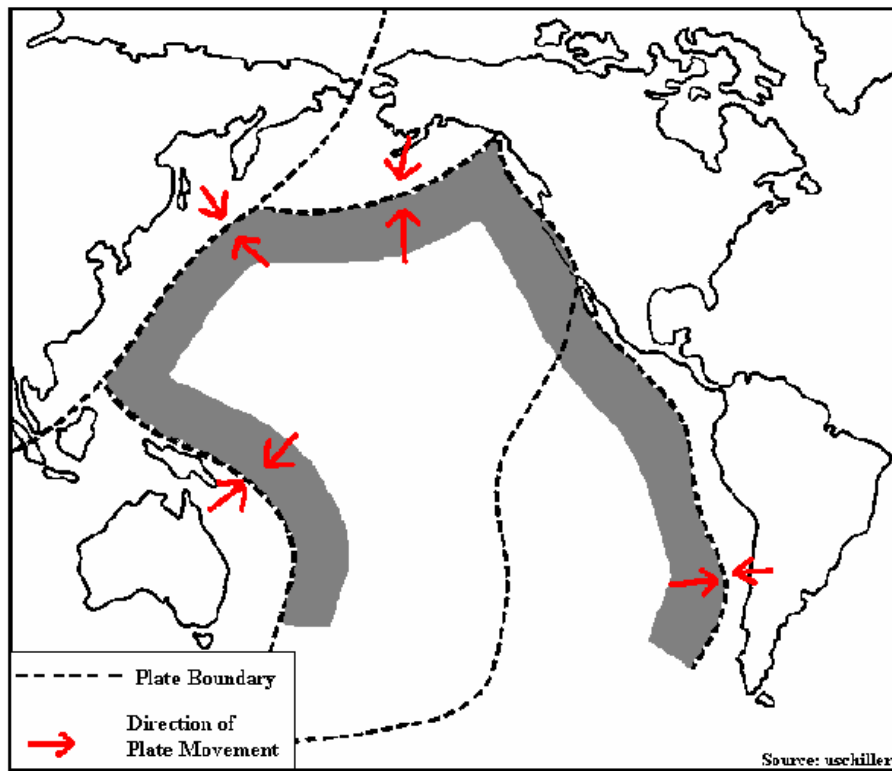 Plate Boundary
Direction of
Plate Movement
Source: uschiller